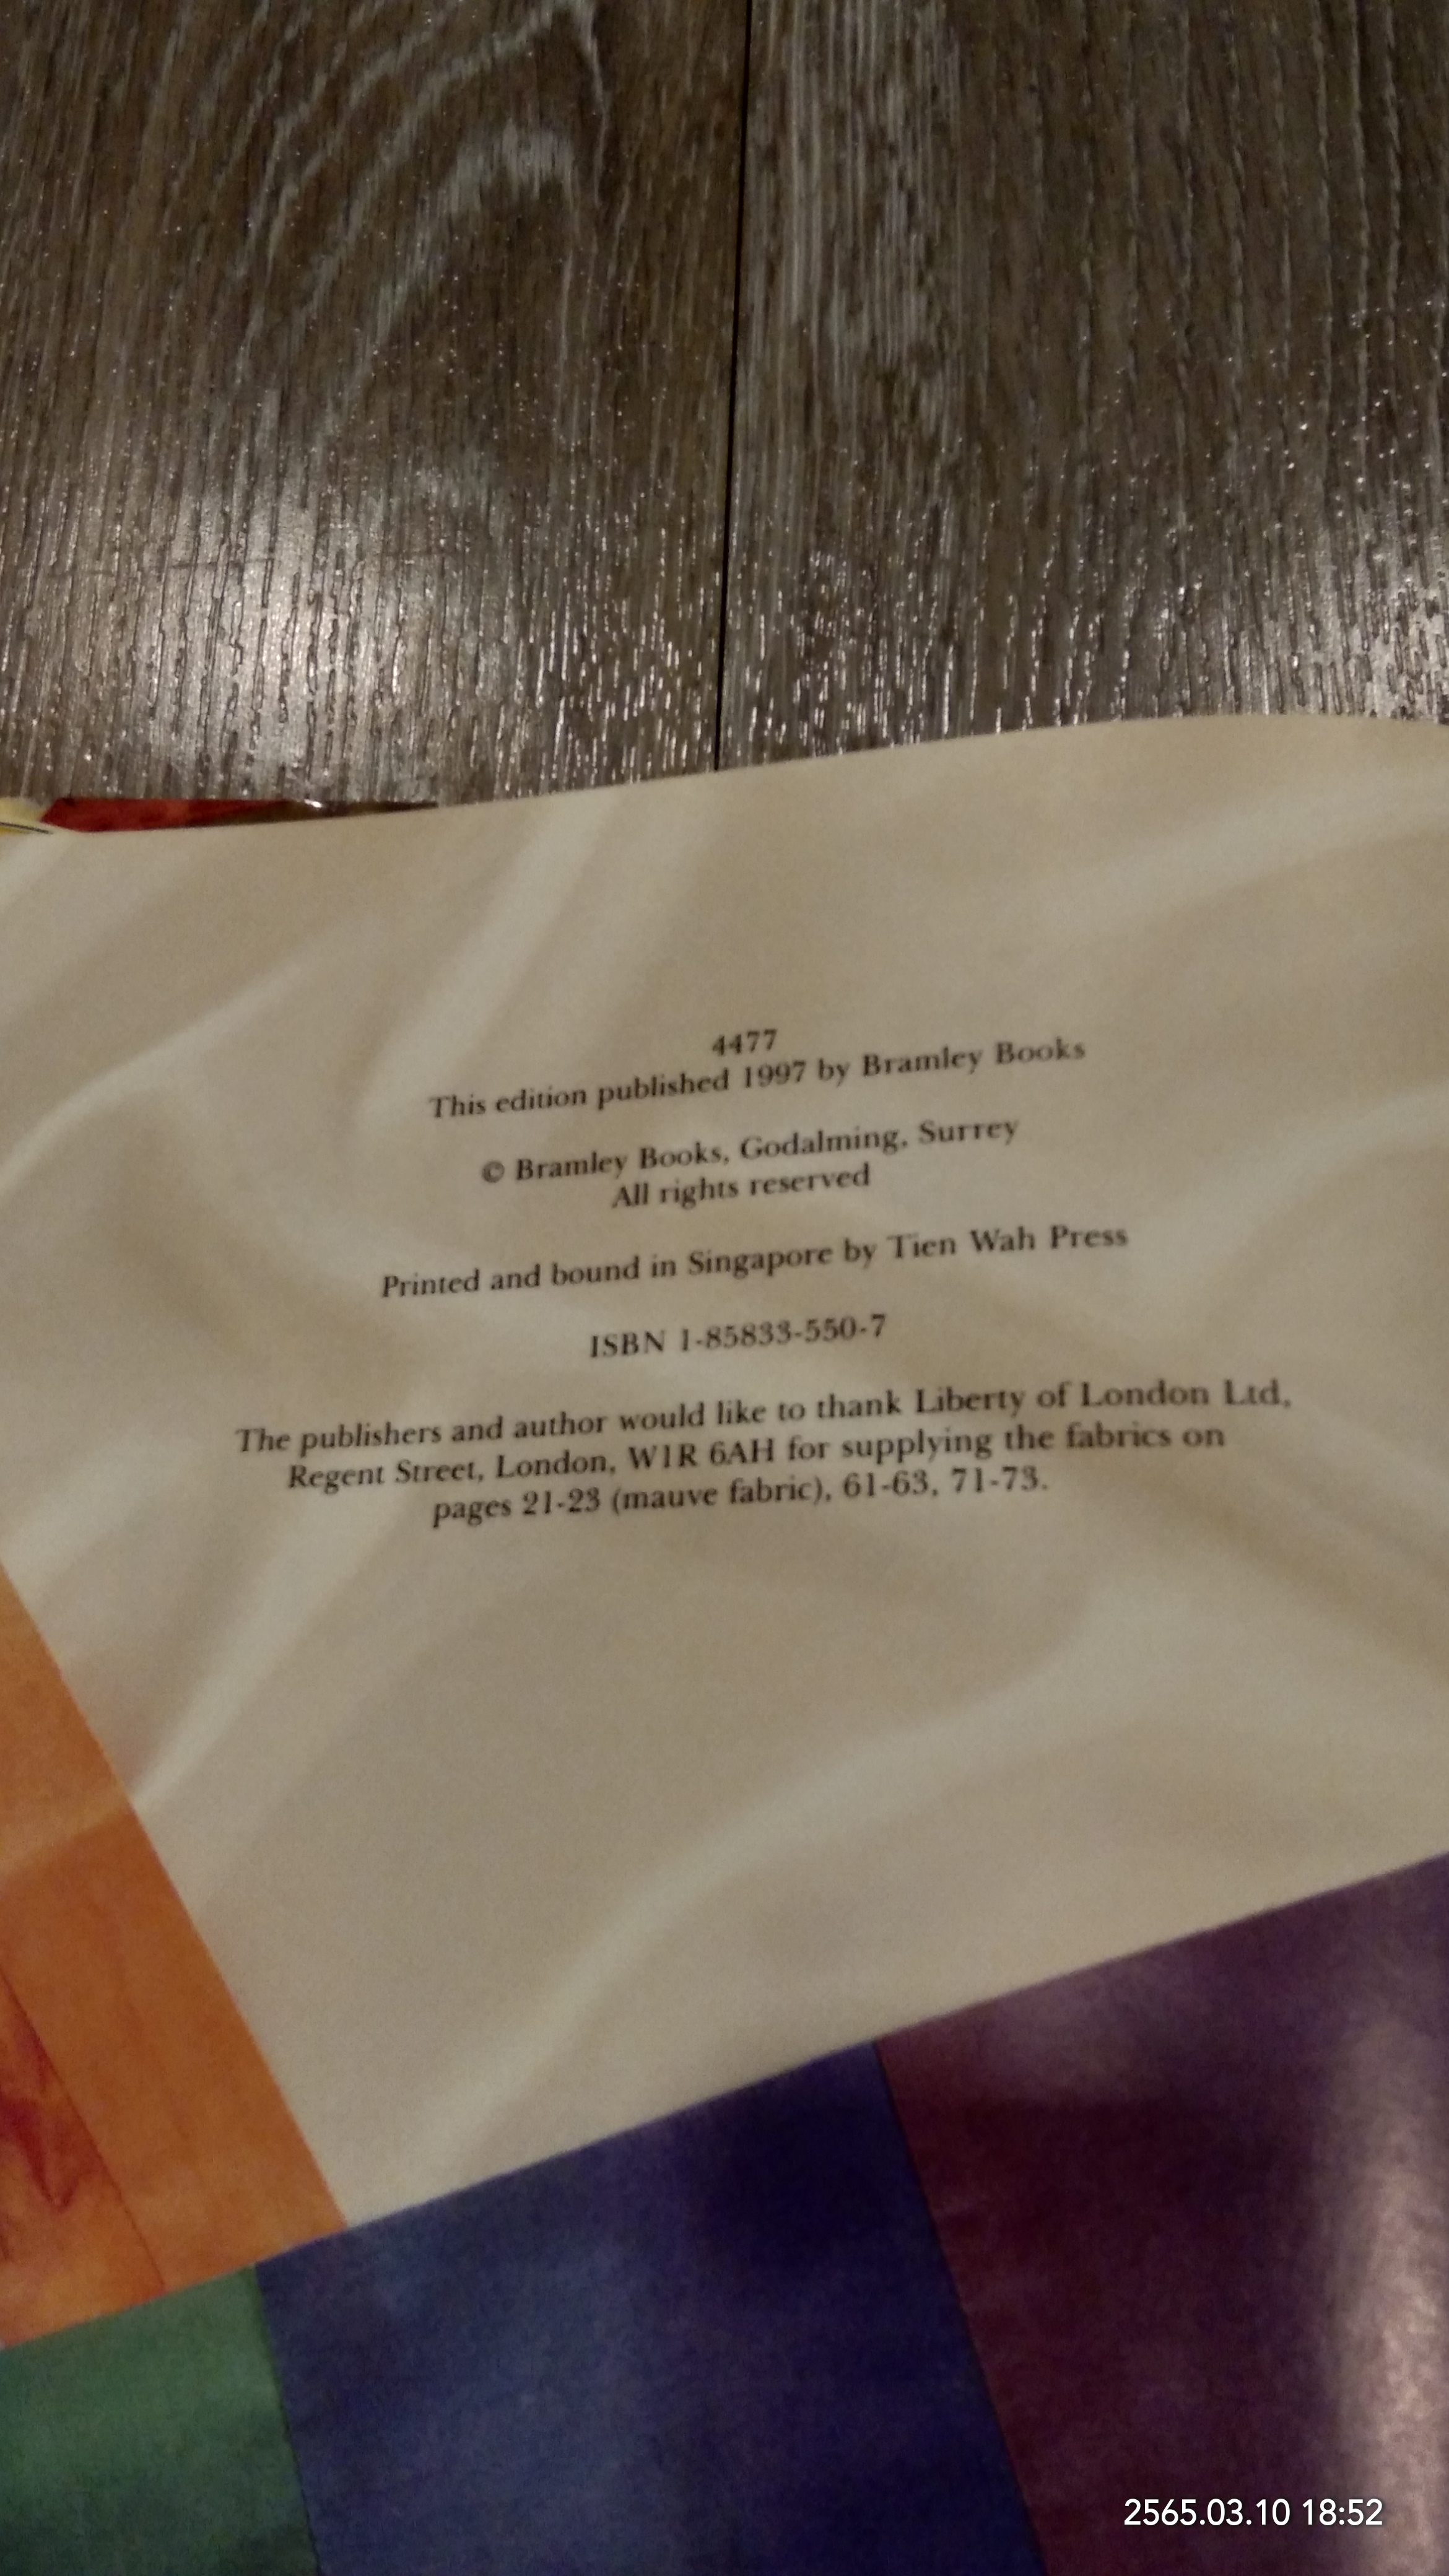 4477
This edition published 1997 by Bramley Books
© Bramley Books, Godalming, Surrey
All rights reserved
Printed and bound in Singapore by Tien Wah Press
ISBN 1-85833-550-7
The publishers and author would like to thank Liberty of London Ltd,
Regent Street, London, W1R 6AH for supplying the fabrics on
pages 21-23 (mauve fabric), 61-63, 71-73.
2565.03.10 18:52